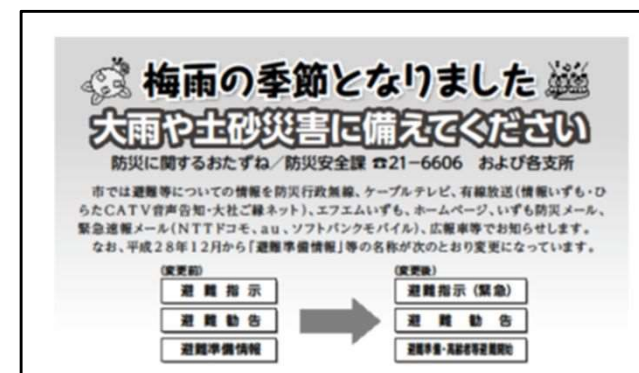 梅雨の季節となりました
大雨や土砂災害に備えてください
防災に関するおたずね／防災安全課 ☎21－6606 および各支所
市では避難等についての情報を防災行政無線、ケーブルテレビ、有線放送（情報いずも・ひ
らたCATV音声告知・大社ご縁ネット）、エフエムいずも、ホームページ、いずも防災メール、
緊急速報メール（NTTドコモ、au、ソフトバンクモバイル）、広報車等でお知らせします。
なお、平成28年12月から「避難準備情報」等の名称が次のとおり変更になっています。
（変更前）
避難指示
避難勧告
避難準備情報
（変更後）
避難指示（緊急）
避難勧告
避難準備・高齢者等避難開始